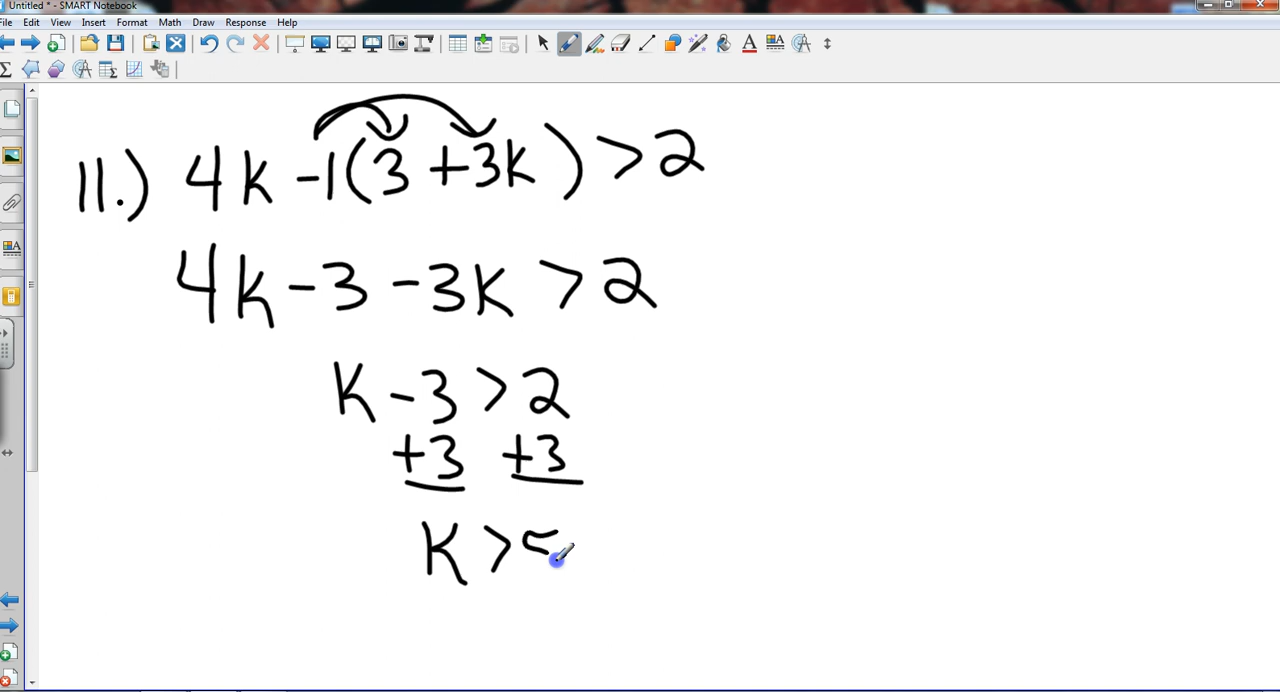 Untitled * - SMART Notebook
File Edit View Insert Format Math Draw Response Help
11.) 4k -1(3 +3k) >2
4k -3 -3k >2
k -3 >2
+3 +3
k >5